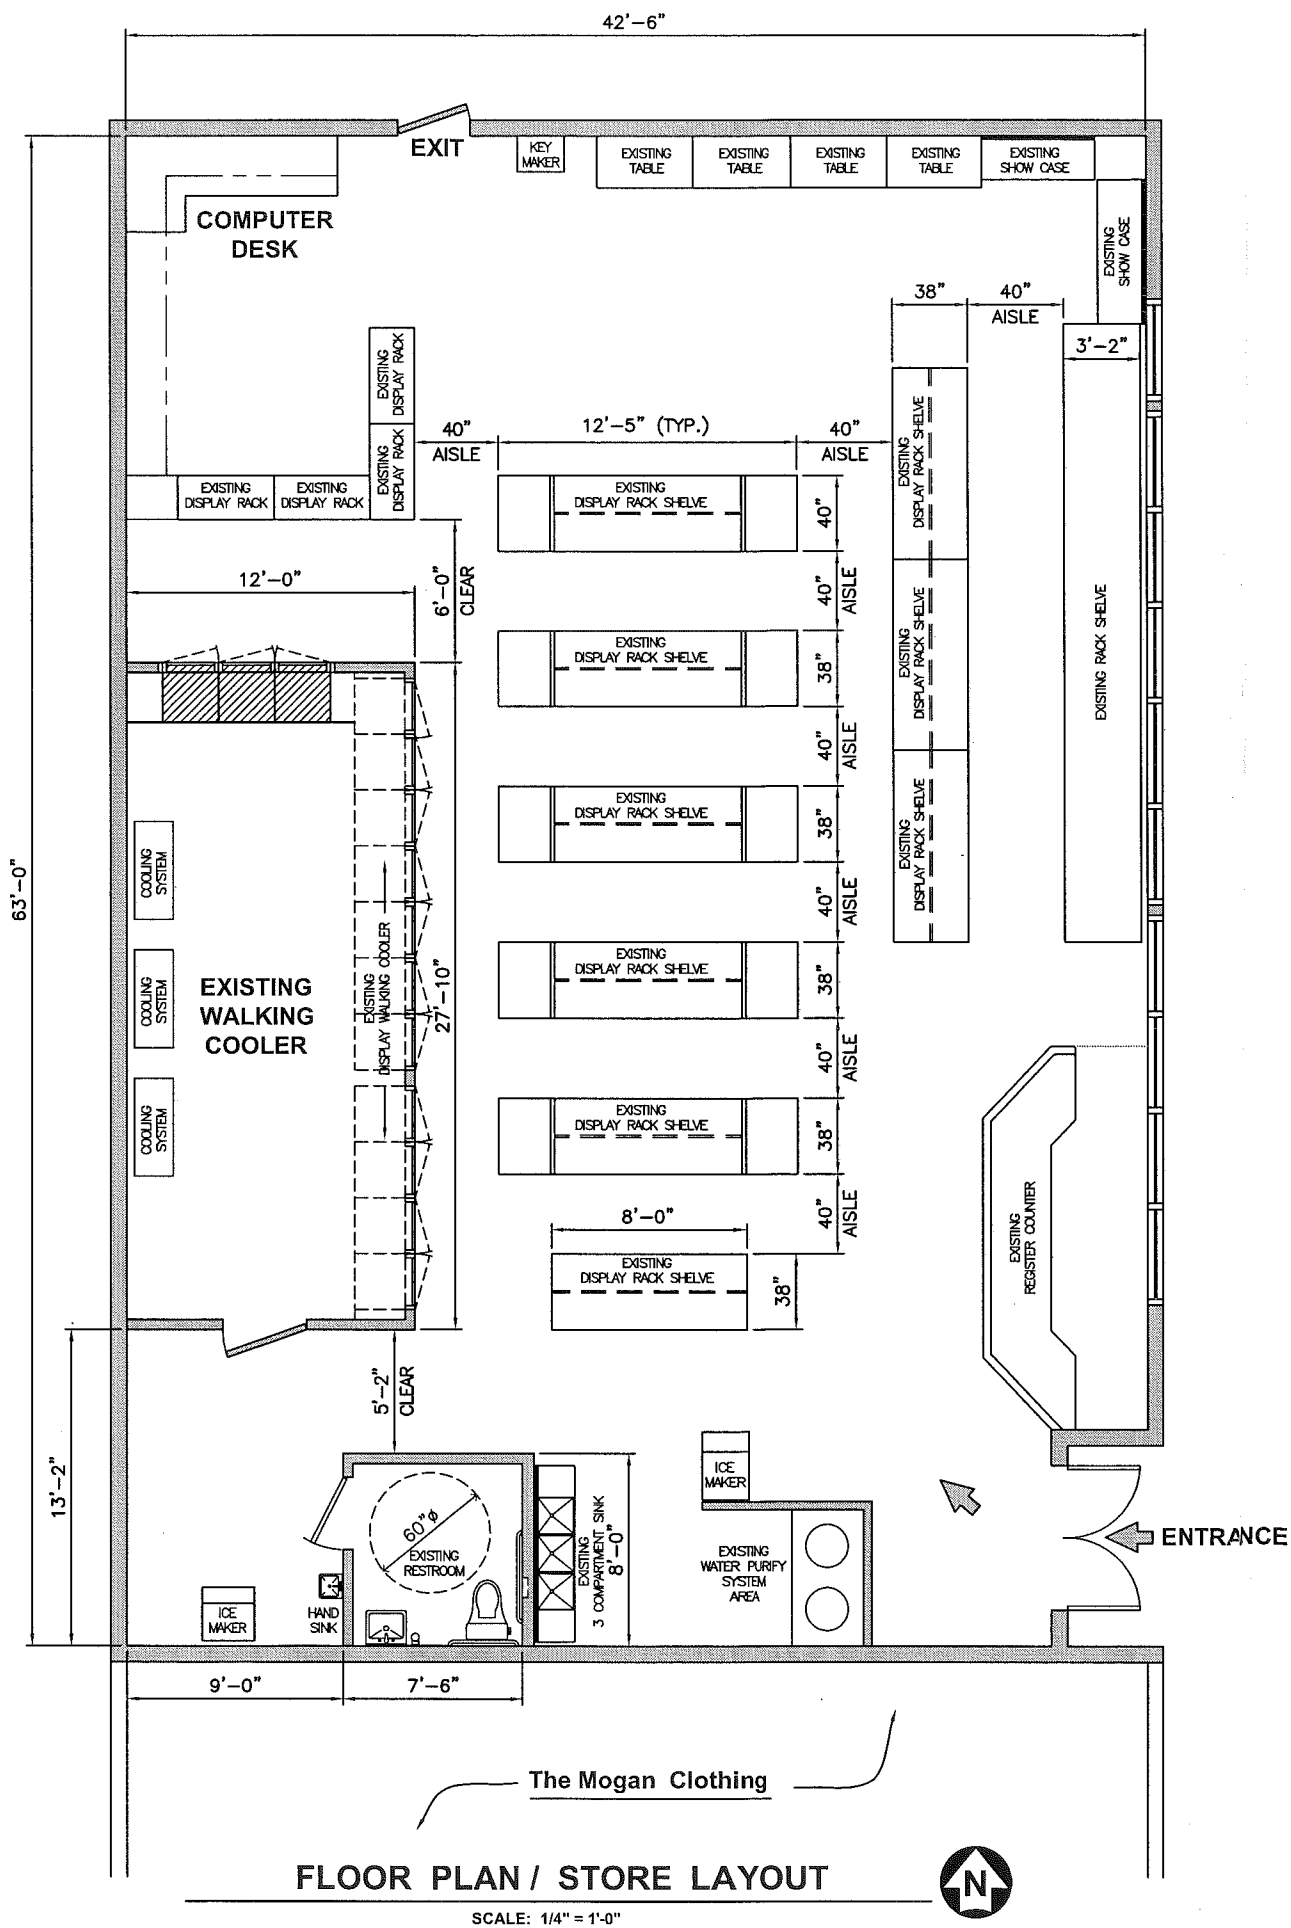 42'-6"
EXIT
KEY
MAKER
EXISTING
TABLE
EXISTING
TABLE
EXISTING
TABLE
EXISTING
TABLE
EXISTING
SHOW CASE
COMPUTER
DESK
EXISTING
SHOW CASE
38"
40"
AISLE
3'-2"
EXISTING
DISPLAY RACK
EXISTING
DISPLAY RACK
40"
AISLE
12'-5" (TYP.)
40"
AISLE
EXISTING
DISPLAY RACK SHELVE
EXISTING
DISPLAY RACK
EXISTING
DISPLAY RACK
EXISTING
DISPLAY RACK SHELVE
40"
12'-0"
6'-0"
CLEAR
40"
AISLE
EXISTING
DISPLAY RACK SHELVE
38"
EXISTING
DISPLAY RACK SHELVE
EXISTING RACK SHELVE
40"
AISLE
EXISTING
DISPLAY RACK SHELVE
38"
EXISTING
DISPLAY RACK SHELVE
63'-0"
COOLING
SYSTEM
40"
AISLE
EXISTING
WALKING
COOLER
COOLING
SYSTEM
EXISTING
DISPLAY WALKING COOLER
27'-10"
EXISTING
DISPLAY RACK SHELVE
38"
40"
AISLE
COOLING
SYSTEM
EXISTING
DISPLAY RACK SHELVE
38"
40"
AISLE
8'-0"
EXISTING
DISPLAY RACK SHELVE
38"
EXISTING
REGISTER COUNTER
5'-2"
CLEAR
13'-2"
ICE
MAKER
60"ø
EXISTING
RESTROOM
EXISTING
3 COMPARTMENT SINK
8'-0"
EXISTING
WATER PURIFY
SYSTEM
AREA
ENTRANCE
ICE
MAKER
HAND
SINK
9'-0"
7'-6"
The Mogan Clothing
FLOOR PLAN / STORE LAYOUT
N
SCALE: 1/4" = 1'-0"